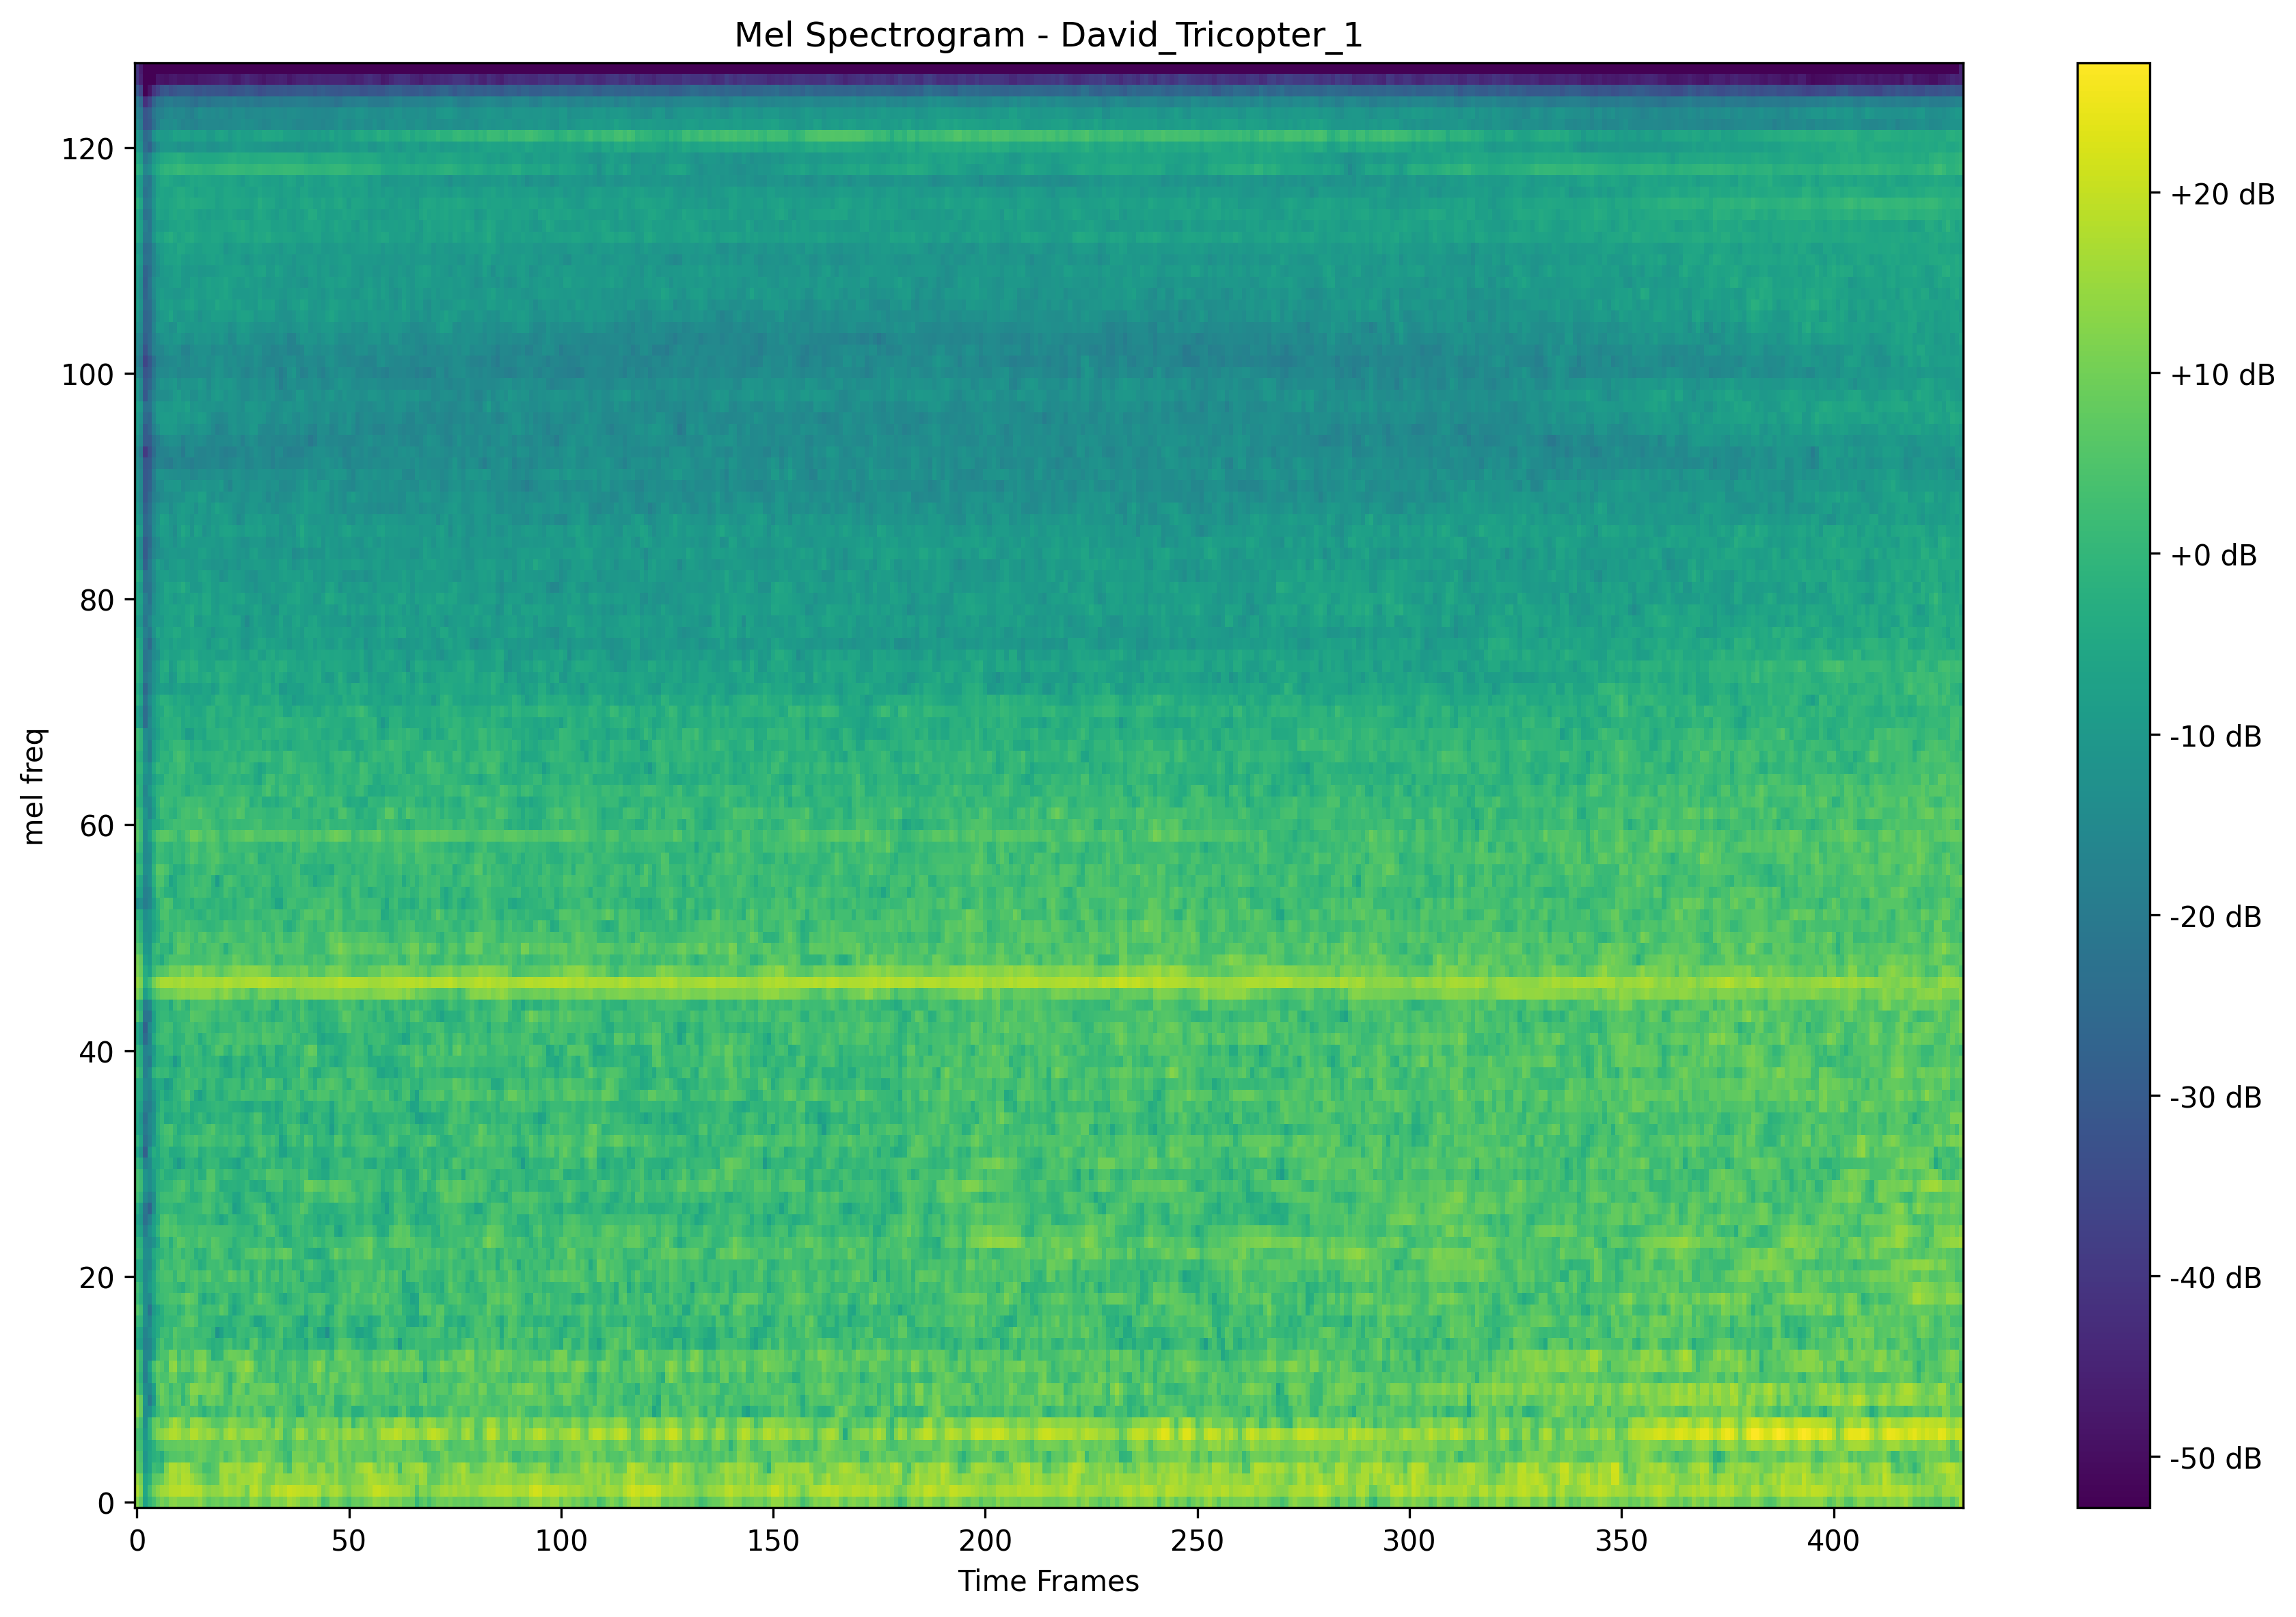 Mel Spectrogram - David_Tricopter_1
mel freq
120
100
80
60
40
20
0
0 50 100 150 200 250 300 350 400
Time Frames
+20 dB
+10 dB
+0 dB
-10 dB
-20 dB
-30 dB
-40 dB
-50 dB